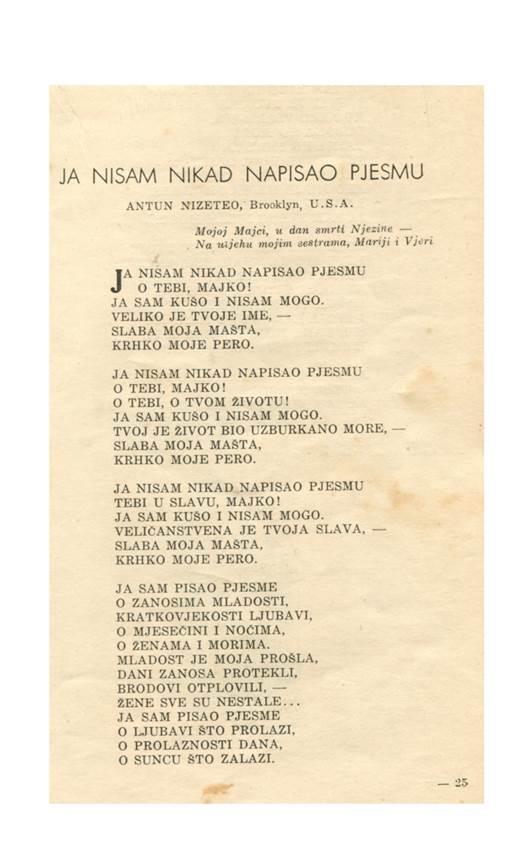 JA NISAM NIKAD NAPISAO PJESMU
ANTUN NIZETEO, Brooklyn, U.S.A.
Mojoj Majci, u dan smrti Njezine —
Na utjehu mojim sestrama, Mariji i Vjeri
JA NISAM NIKAD NAPISAO PJESMU
O TEBI, MAJKO!
JA SAM KUŠO I NISAM MOGO.
VELIKO JE TVOJE IME, —
SLABA MOJA MAŠTA,
KRHKO MOJE PERO.
JA NISAM NIKAD NAPISAO PJESMU
O TEBI, MAJKO!
O TEBI, O TVOM ŽIVOTU!
JA SAM KUŠO I NISAM MOGO.
TVOJ JE ŽIVOT BIO UZBURKANO MORE, —
SLABA MOJA MAŠTA,
KRHKO MOJE PERO.
JA NISAM NIKAD NAPISAO PJESMU
TEBI U SLAVU, MAJKO!
JA SAM KUŠO I NISAM MOGO.
VELIČANSTVENA JE TVOJA SLAVA, —
SLABA MOJA MAŠTA,
KRHKO MOJE PERO.
JA SAM PISAO PJESME
O ZANOSIMA MLADOSTI,
KRATKOVJEKOSTI LJUBAVI,
O MJESEČINI I NOĆIMA,
O ŽENAMA I MORIMA.
MLADOST JE MOJA PROŠLA,
DANI ZANOSA PROTEKLI,
BRODOVI OTPLOVILI, —
ŽENE SVE SU NESTALE...
JA SAM PISAO PJESME
O LJUBAVI ŠTO PROLAZI,
O PROLAZNOSTI DANA,
O SUNCU ŠTO ZALAZI.
— 25